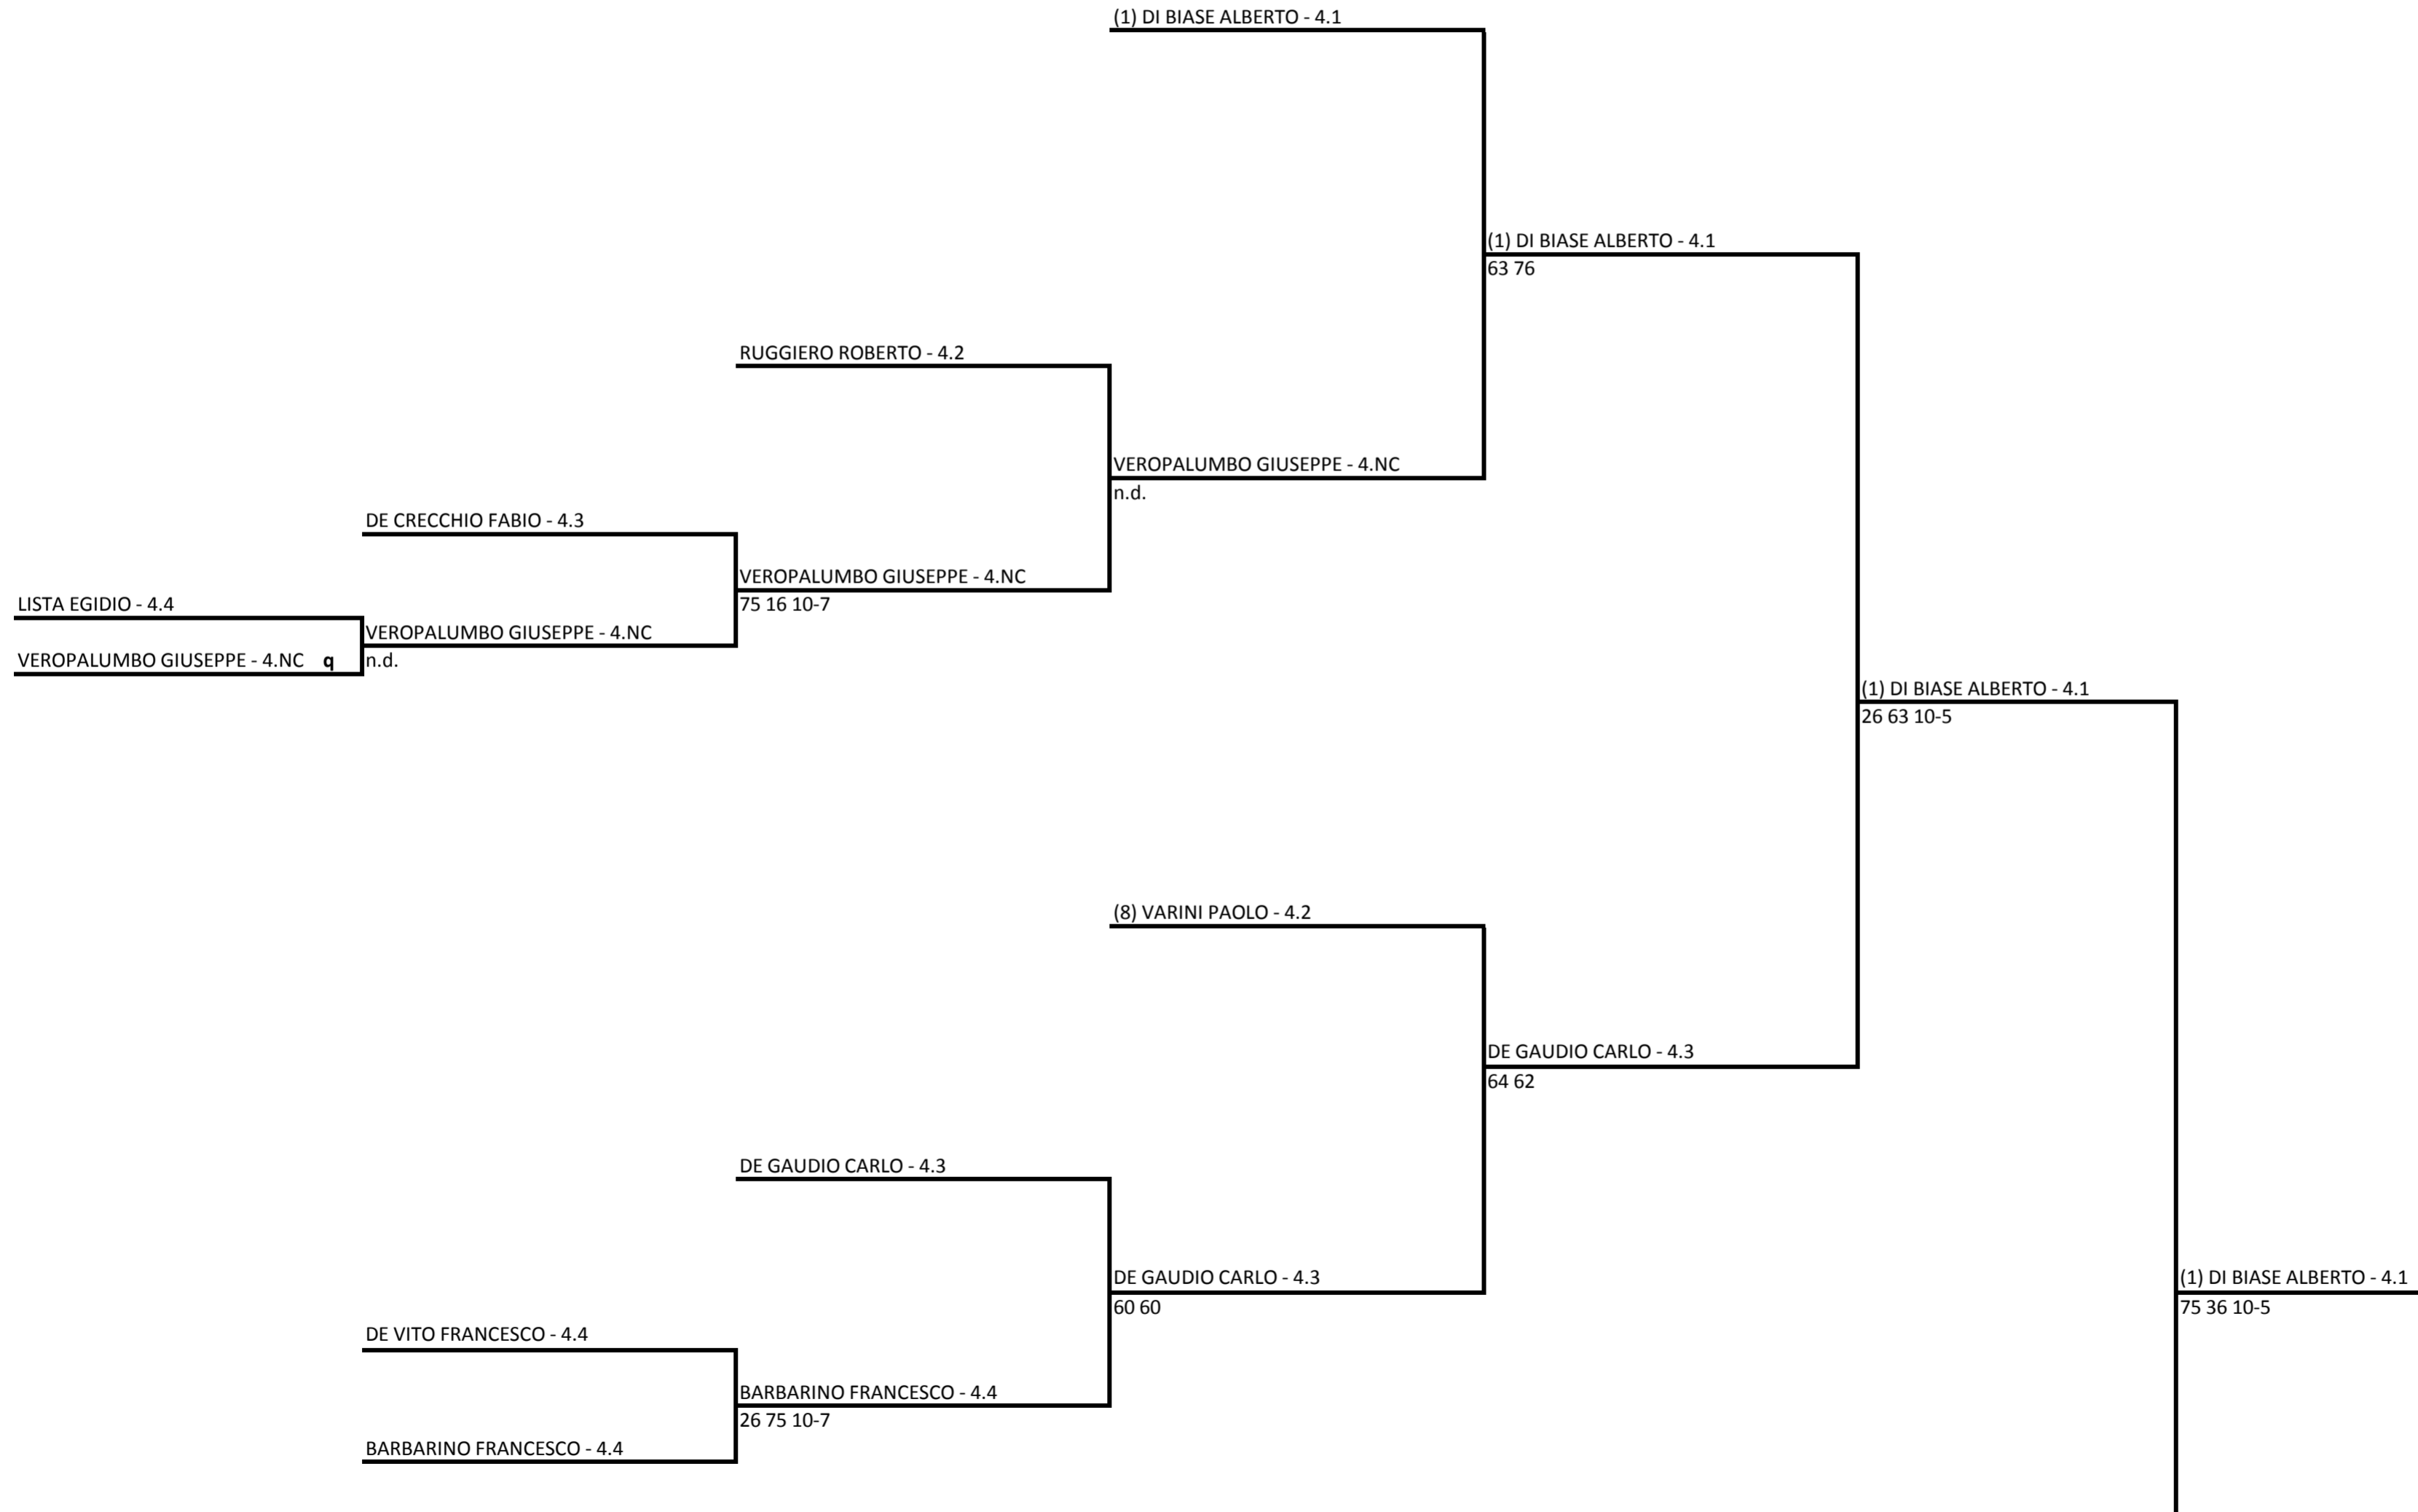 (1) DI BIASE ALBERTO - 4.1
(1) DI BIASE ALBERTO - 4.1
63 76
RUGGIERO ROBERTO - 4.2
VEROPALUMBO GIUSEPPE - 4.NC
n.d.
DE CRECCHIO FABIO - 4.3
VEROPALUMBO GIUSEPPE - 4.NC
75 16 10-7
LISTA EGIDIO - 4.4
VEROPALUMBO GIUSEPPE - 4.NC
VEROPALUMBO GIUSEPPE - 4.NC q
n.d.
(1) DI BIASE ALBERTO - 4.1
26 63 10-5
(8) VARINI PAOLO - 4.2
DE GAUDIO CARLO - 4.3
64 62
DE GAUDIO CARLO - 4.3
DE GAUDIO CARLO - 4.3
60 60
(1) DI BIASE ALBERTO - 4.1
75 36 10-5
DE VITO FRANCESCO - 4.4
BARBARINO FRANCESCO - 4.4
26 75 10-7
BARBARINO FRANCESCO - 4.4